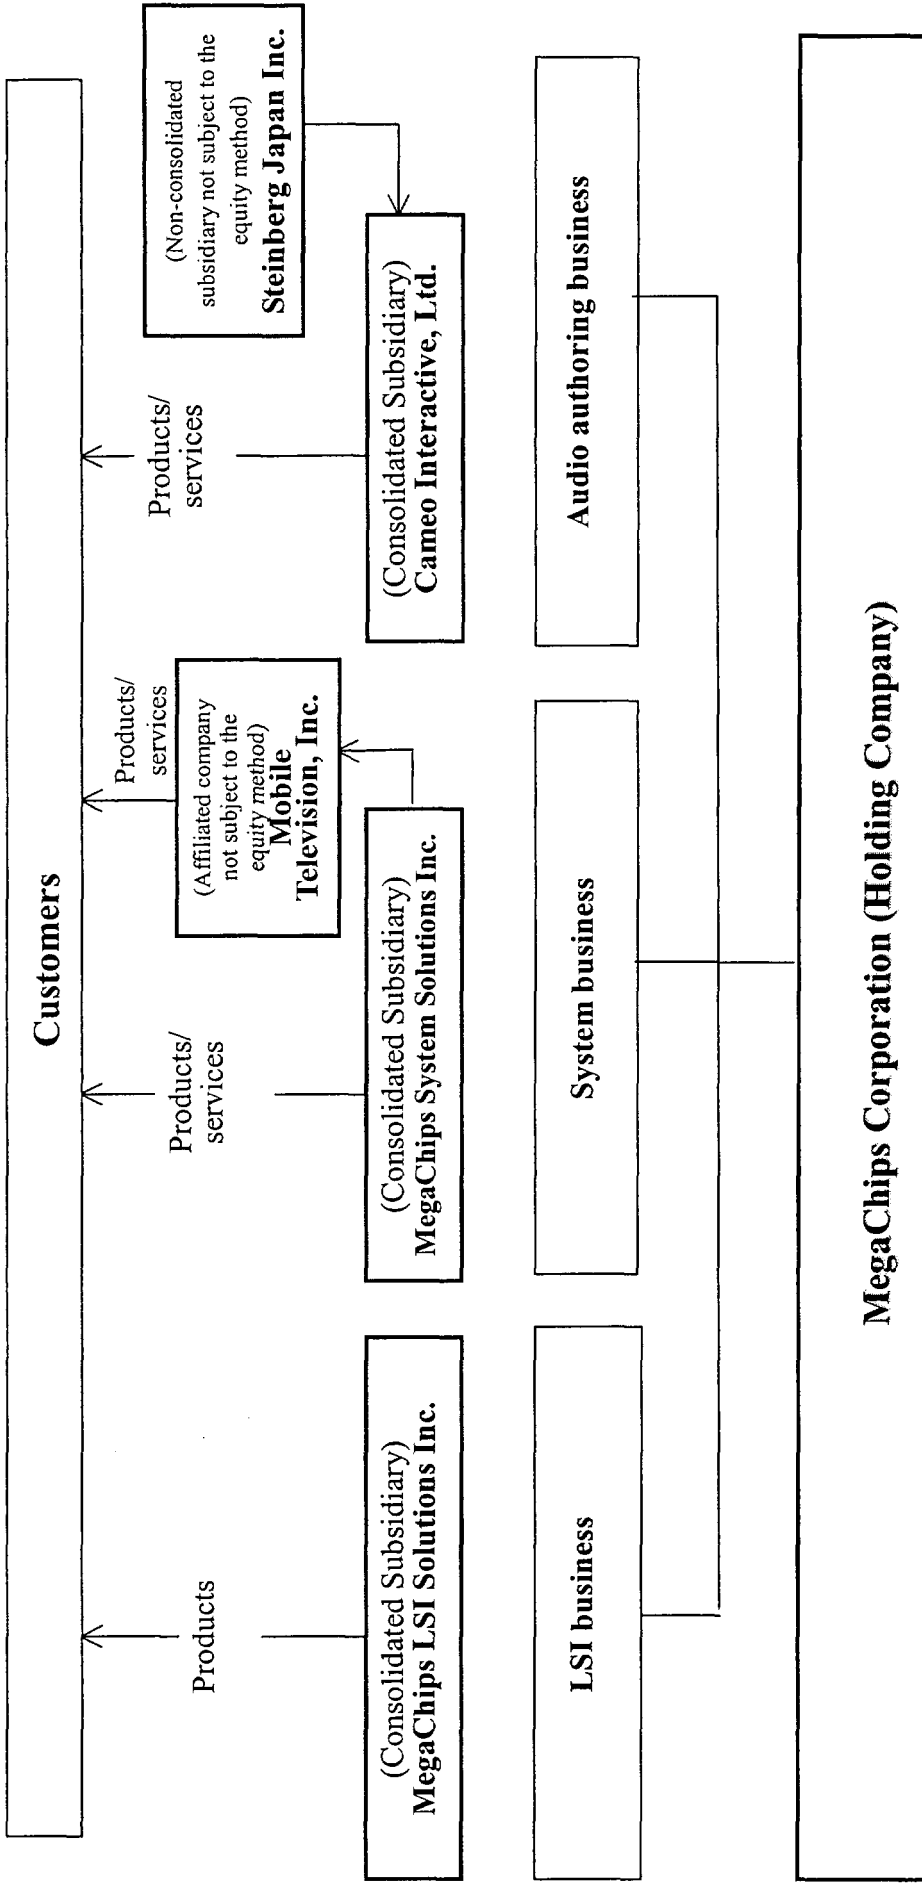 Customers
Products
Products/
services
Products/
services
Products/
services
(Affiliated company
not subject to the
equity method)
Mobile
Television, Inc.
(Non-consolidated
subsidiary not subject to the
equity method)
Steinberg Japan Inc.
(Consolidated Subsidiary)
MegaChips LSI Solutions Inc.
(Consolidated Subsidiary)
MegaChips System Solutions Inc.
(Consolidated Subsidiary)
Cameo Interactive, Ltd.
LSI business
System business
Audio authoring business
MegaChips Corporation (Holding Company)